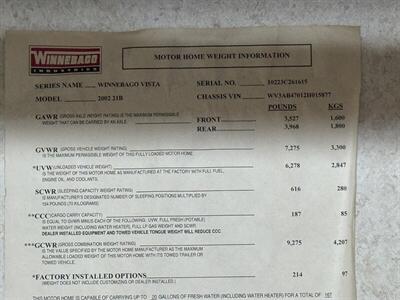 WINNEBAGO
INDUSTRIES
MOTOR HOME WEIGHT INFORMATION
SERIES NAME WINNEBAGO VISTA SERIAL NO. 10223C261615
MODEL 2002 21B CHASSIS VIN WV3AB47012H015877
POUNDS KGS
GAWR (GROSS AXLE WEIGHT RATING) IS THE MAXIMUM PERMISSIBLE
WEIGHT THAT CAN BE CARRIED BY AN AXLE. FRONT 3,527 1,600
REAR 3,968 1,800
GVWR (GROSS VEHICLE WEIGHT RATING) 7,275 3,300
IS THE MAXIMUM PERMISSIBLE WEIGHT OF THIS FULLY LOADED MOTOR HOME
*UVW (UNLOADED VEHICLE WEIGHT) 6,278 2,847
IS THE WEIGHT OF THIS MOTOR HOME AS MANUFACTURED AT THE FACTORY WITH FULL FUEL,
ENGINE OIL, AND COOLANTS.
SCWR (SLEEPING CAPACITY WEIGHT RATING) 616 280
IS MANUFACTURER'S DESIGNATED NUMBER OF SLEEPING POSITIONS MULTIPLIED BY
154 POUNDS (70 KILOGRAMS)
*CCC (CARGO CARRY CAPACITY) 187 85
IS EQUAL TO GVWR MINUS EACH OF THE FOLLOWING: UVW, FULL FRESH (POTABLE)
WATER WEIGHT (INCLUDING WATER HEATER), FULL LP GAS WEIGHT AND SCWR.
DEALER INSTALLED EQUIPMENT AND TOWED VEHICLE TONGUE WEIGHT WILL REDUCE CCC
***GCWR (GROSS COMBINATION WEIGHT RATING) 9,275 4,207
IS THE VALUE SPECIFIED BY THE MOTOR HOME MANUFACTURER AS THE MAXIMUM
ALLOWABLE LOADED WEIGHT OF THIS MOTOR HOME WITH ITS TOWED TRAILER OR
TOWED VEHICLE.
*FACTORY INSTALLED OPTIONS 214 97
(WEIGHT DOES NOT INCLUDE CUSTOMIZING OR DEALER INSTALLED.)
THIS MOTOR HOME IS CAPABLE OF CARRYING UP TO 20 GALLONS OF FRESH WATER (INCLUDING WATER HEATER) FOR A TOTAL OF 167